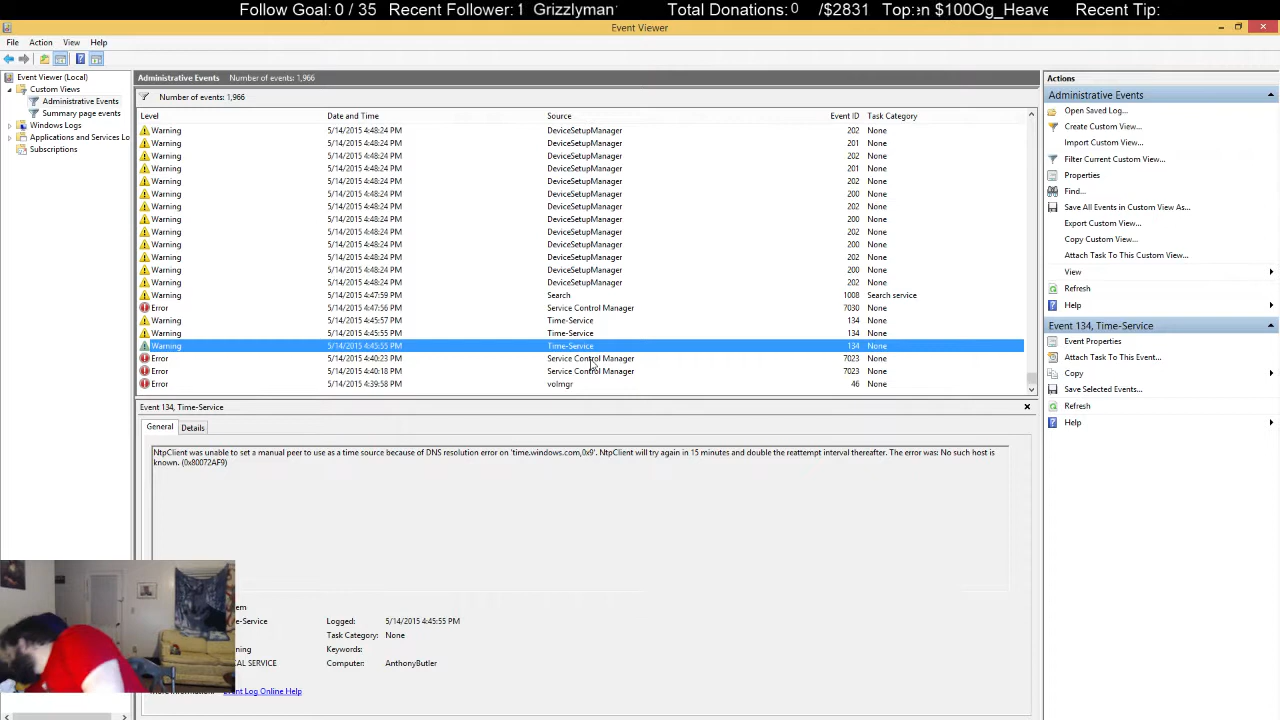 Follow Goal: 0 / 35 Recent Follower: 1 Grizzlyman Total Donations: 0 /$2831 Top: en $100Og_Heave Recent Tip:
Event Viewer
File Action View Help
Event Viewer (Local)
Custom Views
Administrative Events
Summary page events
Windows Logs
Applications and Services Lo
Subscriptions
Administrative Events Number of events: 1,966
Number of events: 1,966
Level Date and Time Source Event ID Task Category
Warning 5/14/2015 4:48:24 PM DeviceSetupManager 202 None
Warning 5/14/2015 4:48:24 PM DeviceSetupManager 201 None
Warning 5/14/2015 4:48:24 PM DeviceSetupManager 202 None
Warning 5/14/2015 4:48:24 PM DeviceSetupManager 201 None
Warning 5/14/2015 4:48:24 PM DeviceSetupManager 202 None
Warning 5/14/2015 4:48:24 PM DeviceSetupManager 200 None
Warning 5/14/2015 4:48:24 PM DeviceSetupManager 202 None
Warning 5/14/2015 4:48:24 PM DeviceSetupManager 200 None
Warning 5/14/2015 4:48:24 PM DeviceSetupManager 202 None
Warning 5/14/2015 4:48:24 PM DeviceSetupManager 200 None
Warning 5/14/2015 4:48:24 PM DeviceSetupManager 202 None
Warning 5/14/2015 4:48:24 PM DeviceSetupManager 200 None
Warning 5/14/2015 4:48:24 PM DeviceSetupManager 202 None
Warning 5/14/2015 4:47:59 PM Search 1008 Search service
Error 5/14/2015 4:47:56 PM Service Control Manager 7030 None
Warning 5/14/2015 4:45:57 PM Time-Service 134 None
Warning 5/14/2015 4:45:55 PM Time-Service 134 None
Warning 5/14/2015 4:45:55 PM Time-Service 134 None
Error 5/14/2015 4:40:23 PM Service Control Manager 7023 None
Error 5/14/2015 4:40:18 PM Service Control Manager 7023 None
Error 5/14/2015 4:39:58 PM volmgr 46 None
Event 134, Time-Service
General Details
NtpClient was unable to set a manual peer to use as a time source because of DNS resolution error on 'time.windows.com,0x9'. NtpClient will try again in 15 minutes and double the reattempt interval thereafter. The error was: No such host is
known. (0x80072AF9)
em
e-Service Logged: 5/14/2015 4:45:55 PM
Task Category: None
ning Keywords:
AL SERVICE Computer: AnthonyButler
Event Log Online Help
Actions
Administrative Events
Open Saved Log...
Create Custom View...
Import Custom View...
Filter Current Custom View...
Properties
Find...
Save All Events in Custom View As...
Export Custom View...
Copy Custom View...
Attach Task To This Custom View...
View
Refresh
Help
Event 134, Time-Service
Event Properties
Attach Task To This Event...
Copy
Save Selected Events...
Refresh
Help